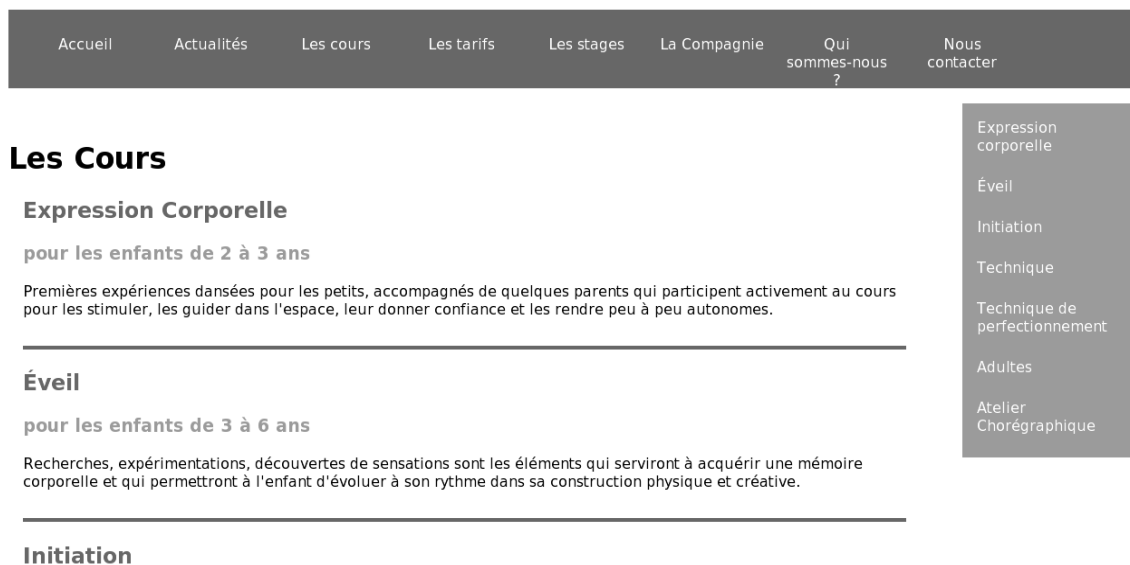 Accueil Actualités Les cours Les tarifs Les stages La Compagnie Qui sommes-nous ? Nous contacter
Les Cours
Expression Corporelle
pour les enfants de 2 à 3 ans
Premières expériences dansées pour les petits, accompagnés de quelques parents qui participent activement au cours
pour les stimuler, les guider dans l'espace, leur donner confiance et les rendre peu à peu autonomes.
Éveil
pour les enfants de 3 à 6 ans
Recherches, expérimentations, découvertes de sensations sont les éléments qui serviront à acquérir une mémoire
corporelle et qui permettront à l'enfant d'évoluer à son rythme dans sa construction physique et créative.
Initiation
Expression
corporelle
Éveil
Initiation
Technique
Technique de
perfectionnement
Adultes
Atelier
Chorégraphique